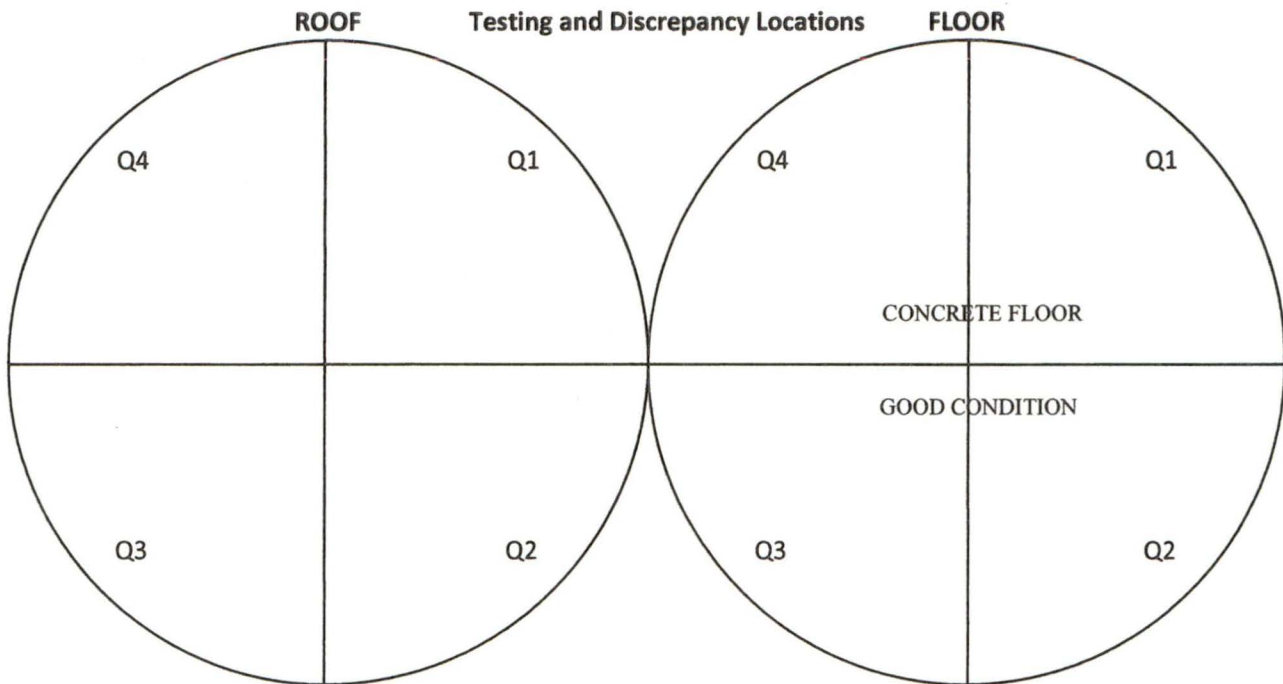 ROOF Testing and Discrepancy Locations FLOOR
Q4 Q1 Q4 Q1
CONCRETE FLOOR
GOOD CONDITION
Q3 Q2 Q3 Q2